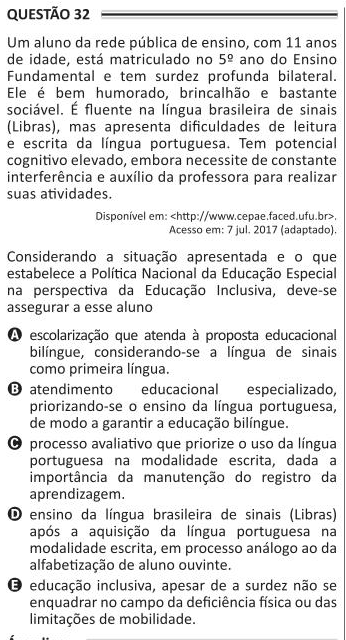 QUESTÃO 32
Um aluno da rede pública de ensino, com 11 anos
de idade, está matriculado no 5º ano do Ensino
Fundamental e tem surdez profunda bilateral.
Ele é bem humorado, brincalhão e bastante
sociável. É fluente na língua brasileira de sinais
(Libras), mas apresenta dificuldades de leitura
e escrita da língua portuguesa. Tem potencial
cognitivo elevado, embora necessite de constante
interferência e auxílio da professora para realizar
suas atividades.
Disponível em: <http://www.cepae.faced.ufu.br>.
Acesso em: 7 jul. 2017 (adaptado).
Considerando a situação apresentada e o que
estabelece a Política Nacional da Educação Especial
na perspectiva da Educação Inclusiva, deve-se
assegurar a esse aluno
A escolarização que atenda à proposta educacional
bilíngue, considerando-se a língua de sinais
como primeira língua.
B atendimento educacional especializado,
priorizando-se o ensino da língua portuguesa,
de modo a garantir a educação bilíngue.
C processo avaliativo que priorize o uso da língua
portuguesa na modalidade escrita, dada a
importância da manutenção do registro da
aprendizagem.
D ensino da língua brasileira de sinais (Libras)
após a aquisição da língua portuguesa na
modalidade escrita, em processo análogo ao da
alfabetização de aluno ouvinte.
E educação inclusiva, apesar de a surdez não se
enquadrar no campo da deficiência física ou das
limitações de mobilidade.